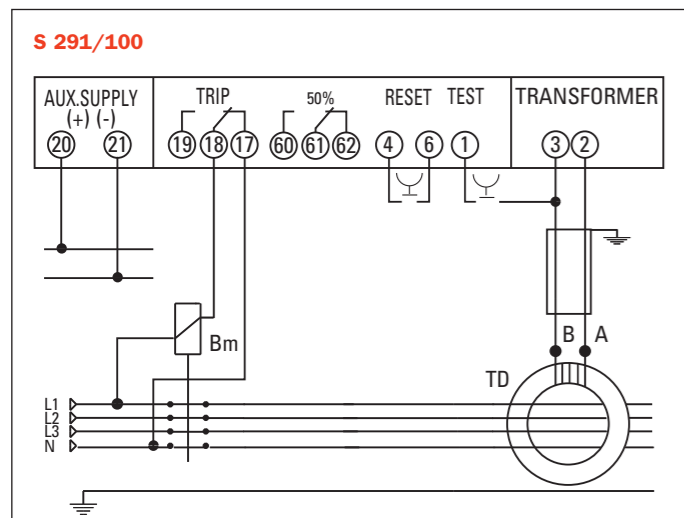 S 291/100
AUX.SUPPLY
(+) (-)
TRIP
50%
RESET TEST
TRANSFORMER
20 21 19 18 17 60 61 62 4 6 1 3 2
Bm
B A
TD
L1
L2
L3
N